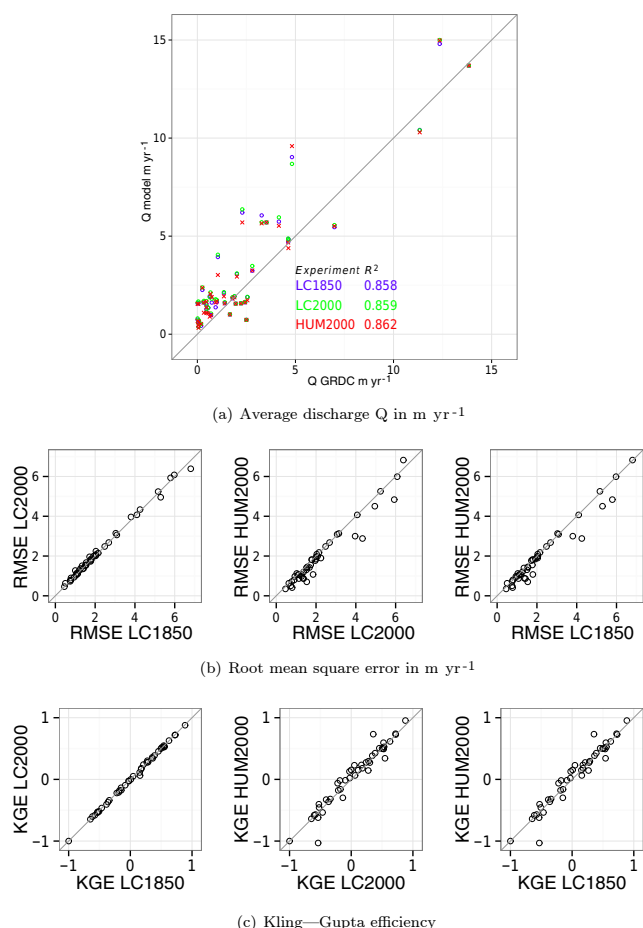 15
10
5
0
Q model m yr⁻¹
Experiment R²
LC1850 0.858
LC2000 0.859
HUM2000 0.862
0 5 10 15
Q GRDC m yr⁻¹
(a) Average discharge Q in m yr⁻¹
6
4
2
0
RMSE LC2000
0 2 4 6
RMSE LC1850
6
4
2
0
RMSE HUM2000
0 2 4 6
RMSE LC2000
6
4
2
0
RMSE HUM2000
0 2 4 6
RMSE LC1850
(b) Root mean square error in m yr⁻¹
1
0
−1
KGE LC2000
−1 0 1
KGE LC1850
1
0
−1
KGE HUM2000
−1 0 1
KGE LC2000
1
0
−1
KGE HUM2000
−1 0 1
KGE LC1850
(c) Kling—Gupta efficiency